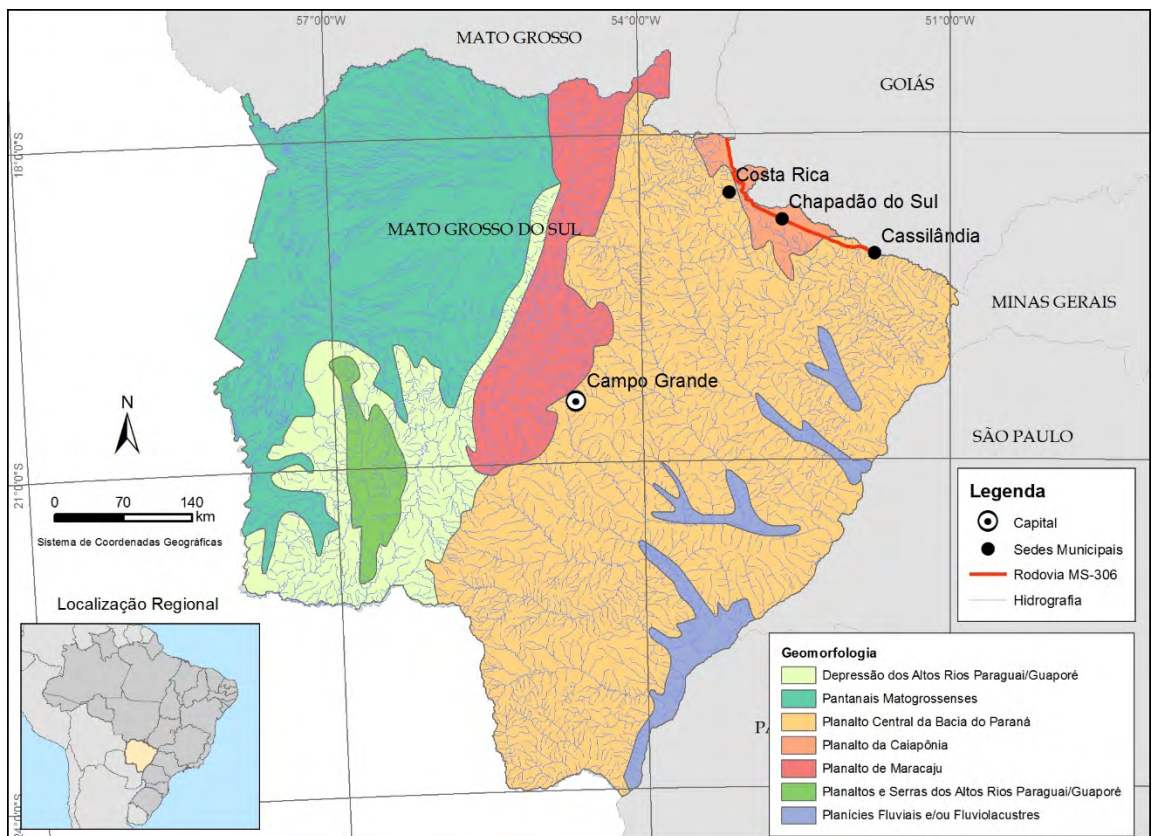 57°0'0"W
54°0'0"W
51°0'0"W
MATO GROSSO
GOIÁS
18°0'0"S
Costa Rica
Chapadão do Sul
MATO GROSSO DO SUL
Cassilândia
MINAS GERAIS
Campo Grande
N
SÃO PAULO
21°0'0"S
0 70 140
km
Sistema de Coordenadas Geográficas
Legenda
Capital
Sedes Municipais
Rodovia MS-306
Hidrografia
Localização Regional
Geomorfologia
Depressão dos Altos Rios Paraguai/Guaporé
Pantanais Matogrossenses
Planalto Central da Bacia do Paraná
PA
Planalto da Caiapônia
Planalto de Maracaju
Planaltos e Serras dos Altos Rios Paraguai/Guaporé
Planícies Fluviais e/ou Fluviolacustres
24°0'0"S